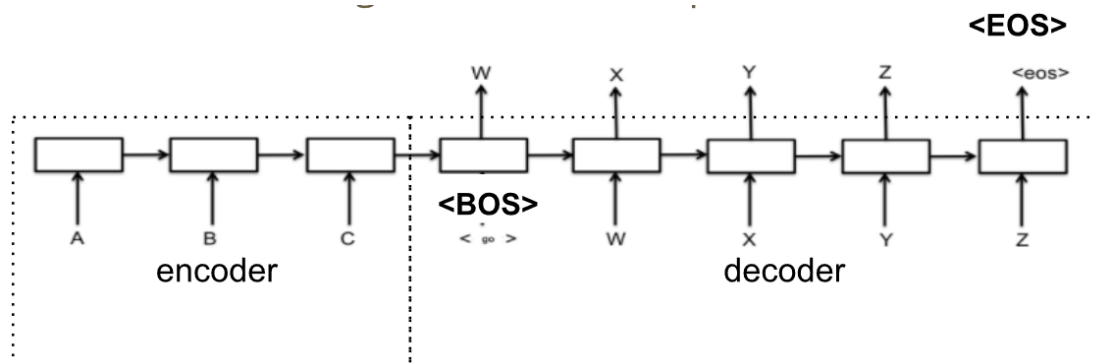 <EOS>
W X Y Z <eos>
<BOS>
A B C < go > W X Y Z
encoder decoder